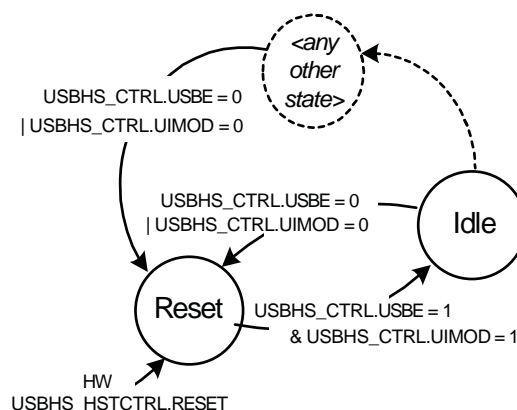 <any
other
state>
USBHS_CTRL.USBE = 0
| USBHS_CTRL.UIMOD = 0
USBHS_CTRL.USBE = 0
| USBHS_CTRL.UIMOD = 0
Idle
Reset
USBHS_CTRL.USBE = 1
& USBHS_CTRL.UIMOD = 1
HW
USBHS_HSTCTRL.RESET